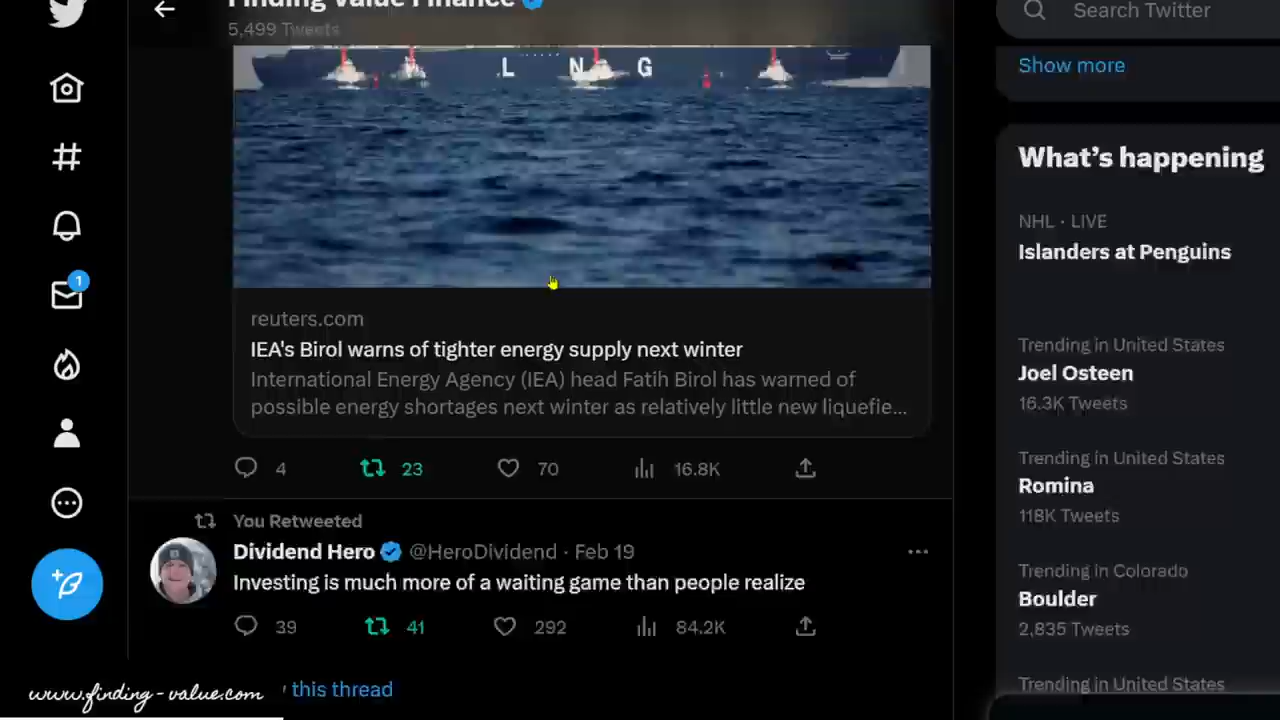 Finding Value Finance
5,499 Tweets
L N G
reuters.com
IEA's Birol warns of tighter energy supply next winter
International Energy Agency (IEA) head Fatih Birol has warned of
possible energy shortages next winter as relatively little new liquefie...
4 23 70 16.8K
You Retweeted
Dividend Hero @HeroDividend · Feb 19
Investing is much more of a waiting game than people realize
39 41 292 84.2K
this thread
www.finding-value.com
1
Search Twitter
Show more
What's happening
NHL · LIVE
Islanders at Penguins
Trending in United States
Joel Osteen
16.3K Tweets
Trending in United States
Romina
118K Tweets
Trending in Colorado
Boulder
2,835 Tweets
Trending in United States